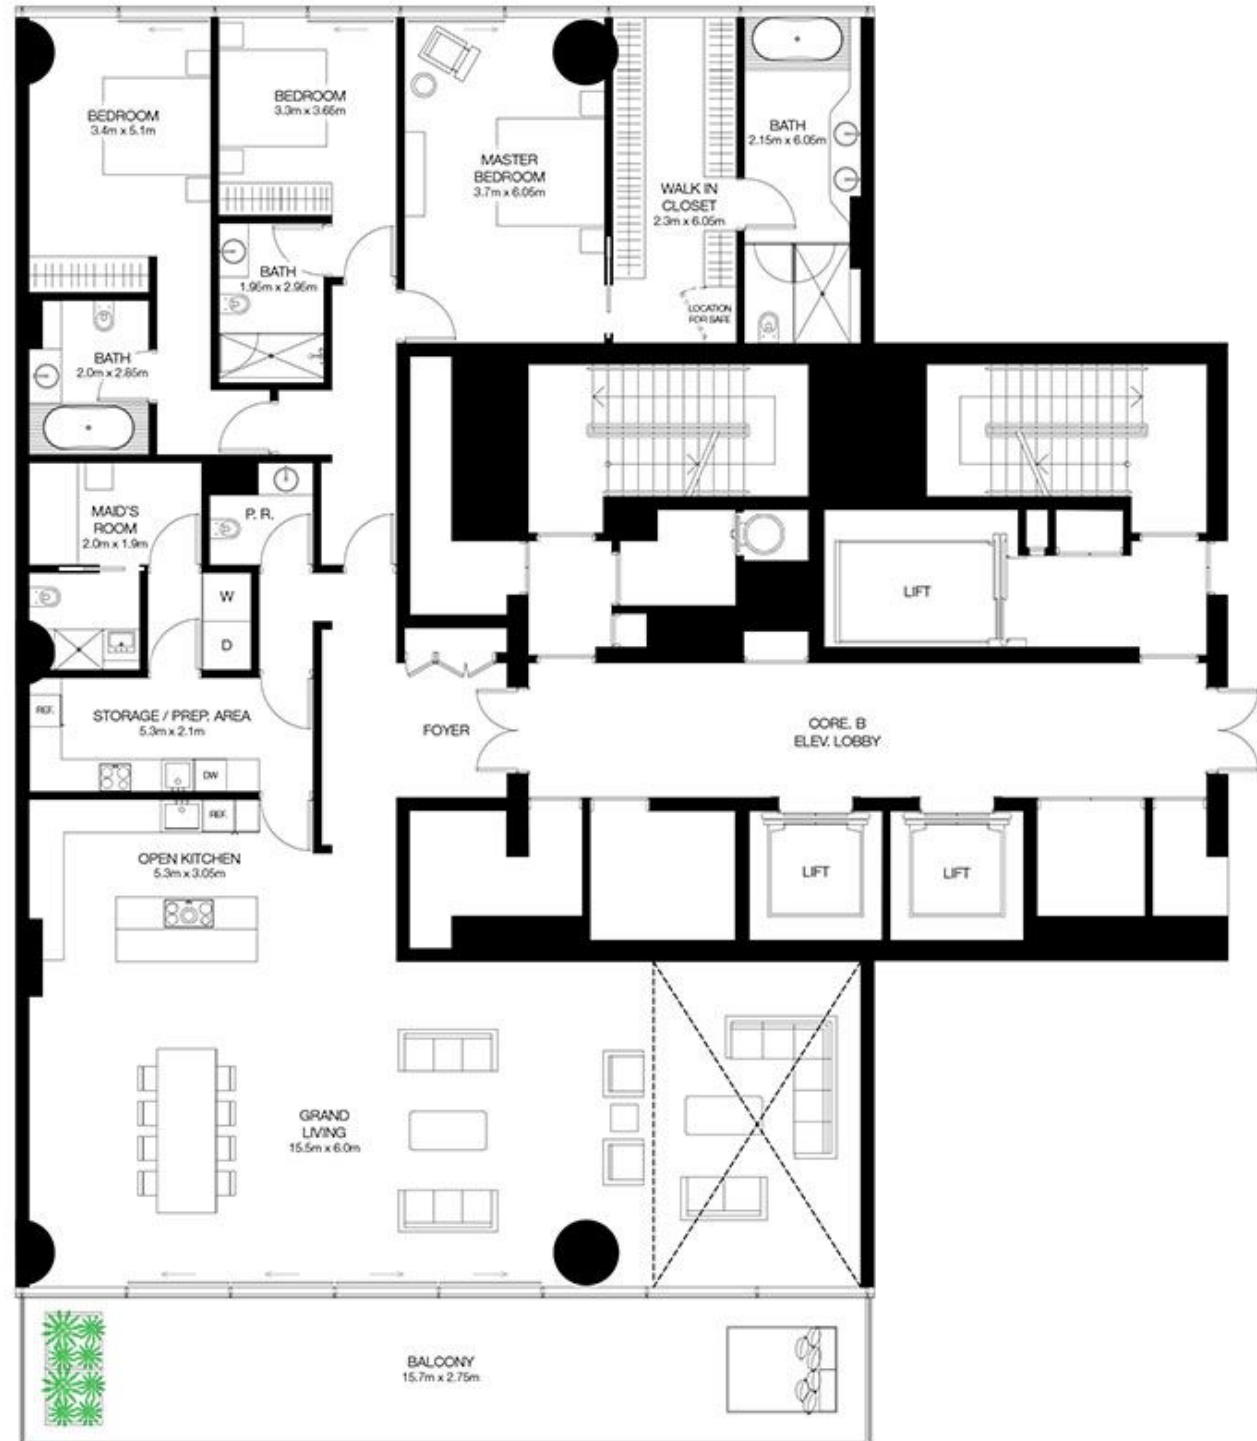 BEDROOM
3.4m x 5.1m
BEDROOM
3.3m x 3.65m
MASTER
BEDROOM
3.7m x 6.05m
WALK IN
CLOSET
2.3m x 6.05m
BATH
2.15m x 6.05m
LOCATION
FOR SAFE
BATH
1.95m x 2.95m
BATH
2.0m x 2.85m
MAID'S
ROOM
2.0m x 1.9m
P. R.
W
D
LIFT
REF.
STORAGE / PREP. AREA
5.3m x 2.1m
DW
FOYER
CORE. B
ELEV. LOBBY
REF.
OPEN KITCHEN
5.3m x 3.05m
LIFT
LIFT
GRAND
LIVING
15.5m x 6.0m
BALCONY
15.7m x 2.75m